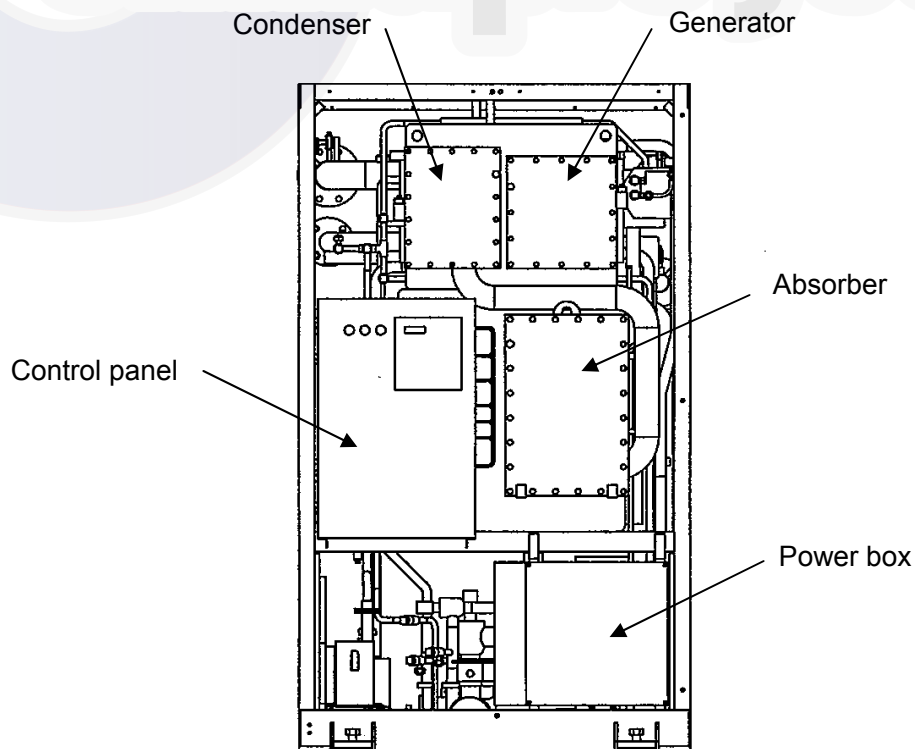 Condenser
Generator
Absorber
Control panel
Power box